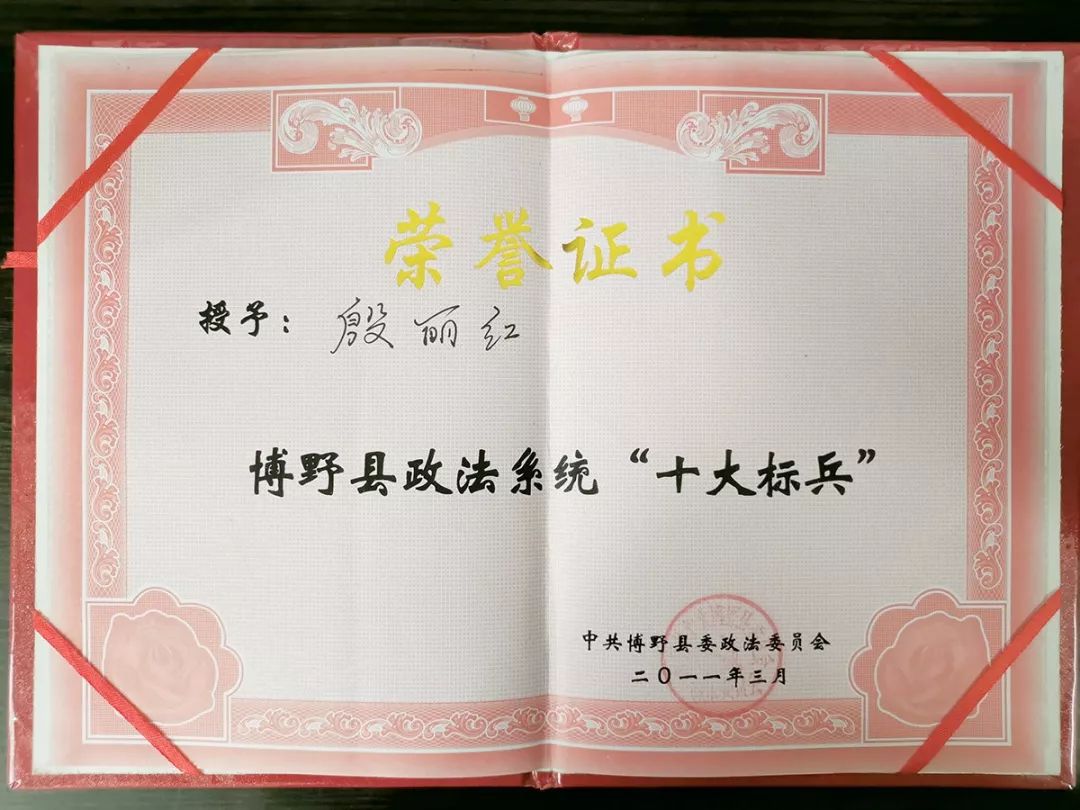 荣誉证书
授予：殷丽红
博野县政法系统“十大标兵”
中共博野县委政法委员会
二〇一一年三月